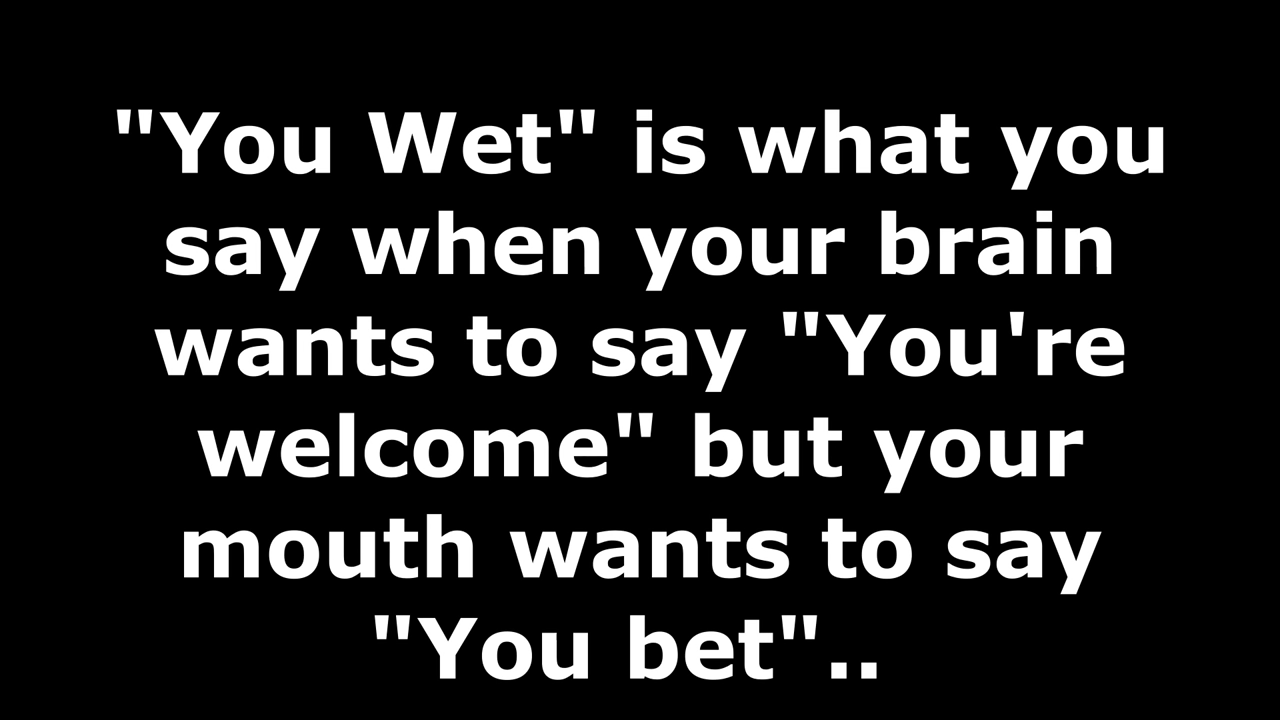 "You Wet" is what you
say when your brain
wants to say "You're
welcome" but your
mouth wants to say
"You bet"..